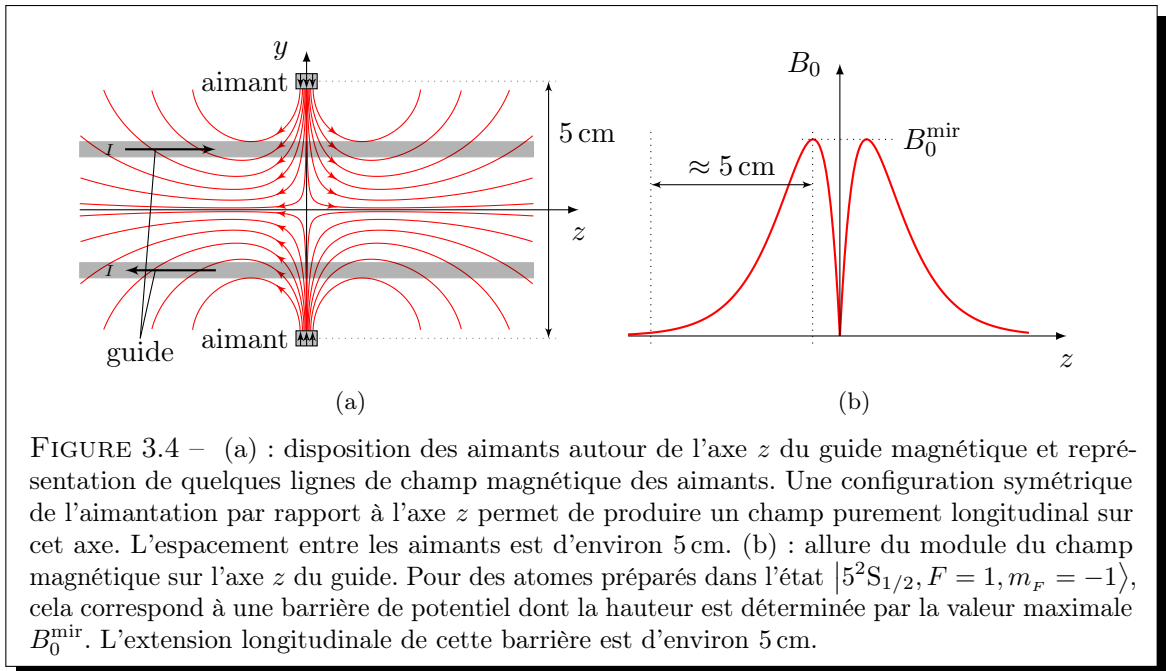 y
aimant
I
5 cm
z
I
aimant
guide
(a)
B₀
B₀^mir
≈ 5 cm
z
(b)
FIGURE 3.4 – (a) : disposition des aimants autour de l'axe z du guide magnétique et repré-
sentation de quelques lignes de champ magnétique des aimants. Une configuration symétrique
de l'aimantation par rapport à l'axe z permet de produire un champ purement longitudinal sur
cet axe. L'espacement entre les aimants est d'environ 5 cm. (b) : allure du module du champ
magnétique sur l'axe z du guide. Pour des atomes préparés dans l'état |5²S₁/₂, F = 1, m_F = −1⟩,
cela correspond à une barrière de potentiel dont la hauteur est déterminée par la valeur maximale
B₀^mir. L'extension longitudinale de cette barrière est d'environ 5 cm.